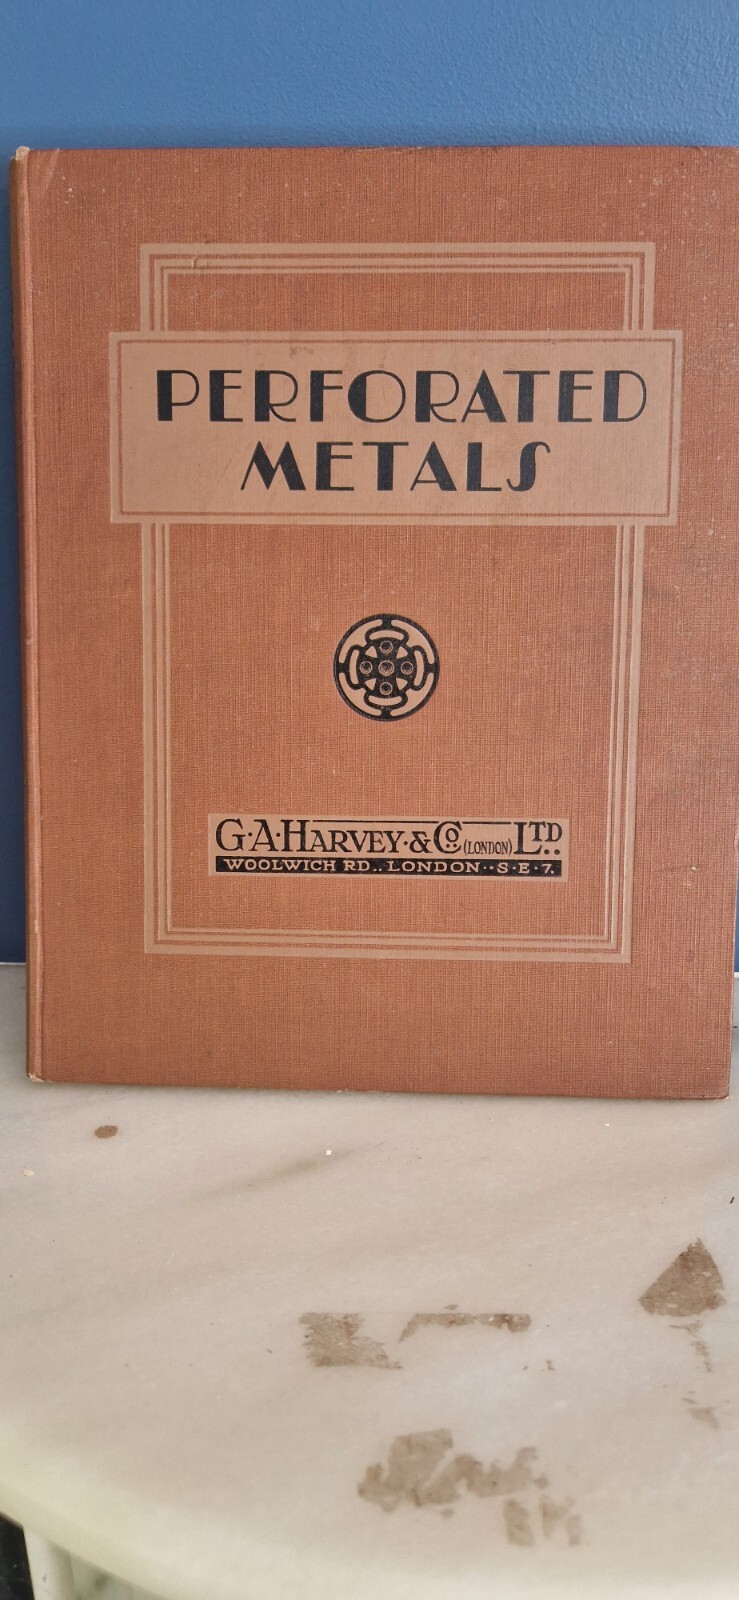 PERFORATED
METALS
G·A·HARVEY·&Co. (LONDON) LTD..
WOOLWICH RD.. LONDON··S·E·7.